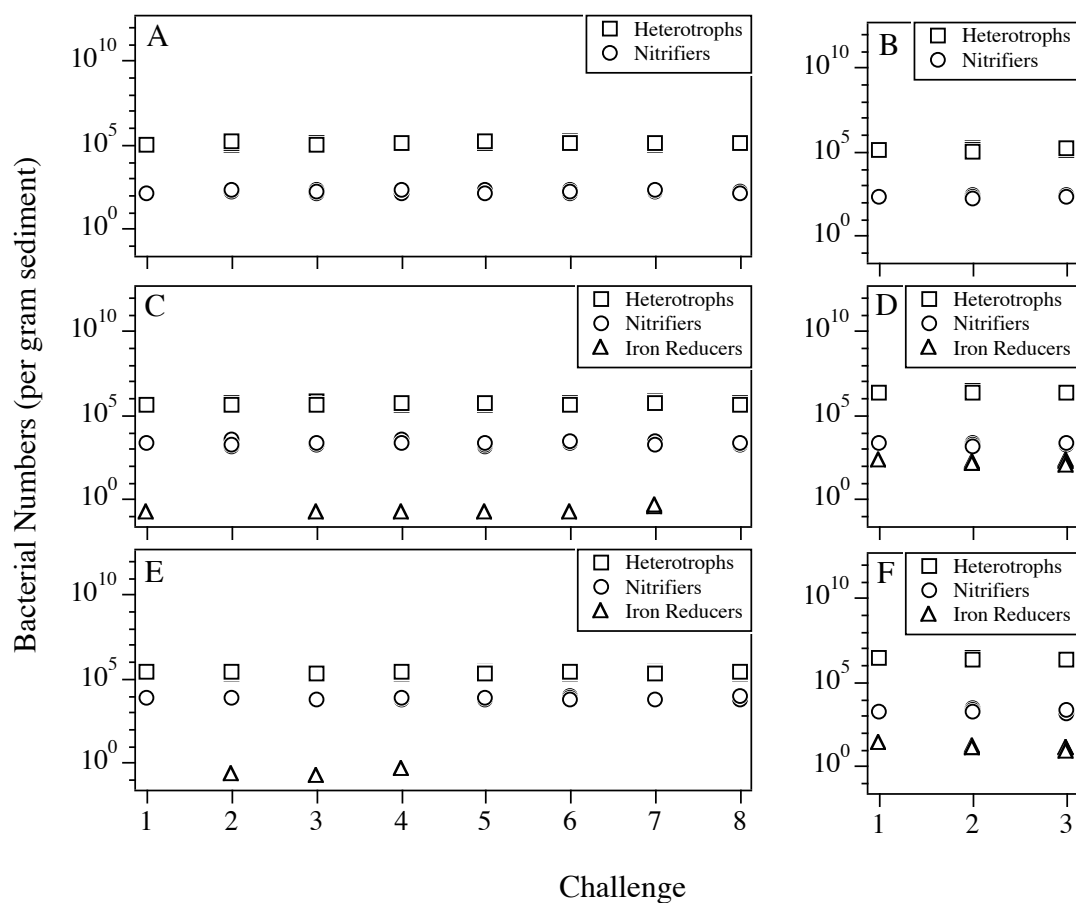 A
Heterotrophs
Nitrifiers
10^10
10^5
10^0
B
Heterotrophs
Nitrifiers
10^10
10^5
10^0
Bacterial Numbers (per gram sediment)
C
Heterotrophs
Nitrifiers
Iron Reducers
10^10
10^5
10^0
D
Heterotrophs
Nitrifiers
Iron Reducers
10^10
10^5
10^0
E
Heterotrophs
Nitrifiers
Iron Reducers
10^10
10^5
10^0
1 2 3 4 5 6 7 8
F
Heterotrophs
Nitrifiers
Iron Reducers
10^10
10^5
10^0
1 2 3
Challenge